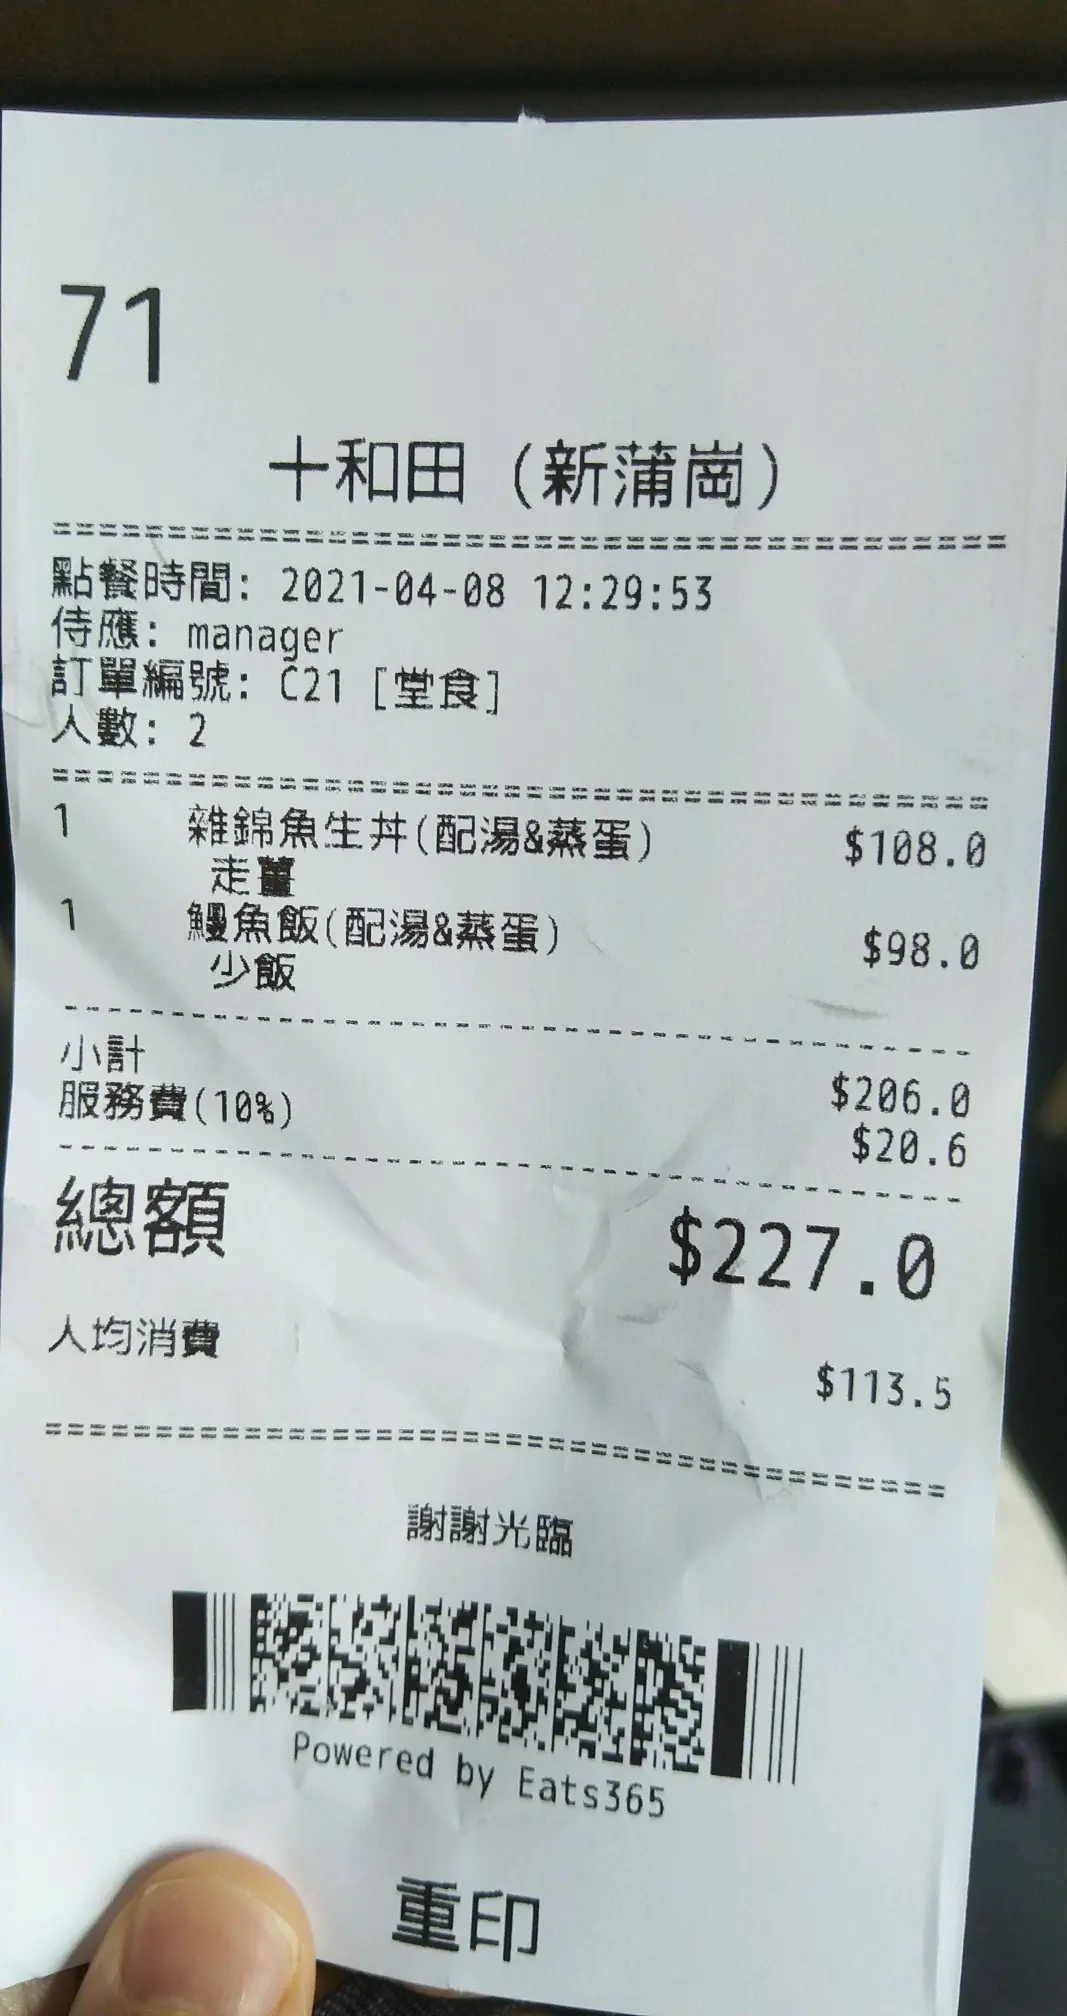 71
十和田 (新蒲崗)
點餐時間: 2021-04-08 12:29:53
侍應: manager
訂單編號: C21 [堂食]
人數: 2
1 雜錦魚生丼(配湯&蒸蛋) $108.0
走薑
1 鰻魚飯(配湯&蒸蛋) $98.0
少飯
小計 $206.0
服務費(10%) $20.6
總額 $227.0
人均消費 $113.5
謝謝光臨
Powered by Eats365
重印